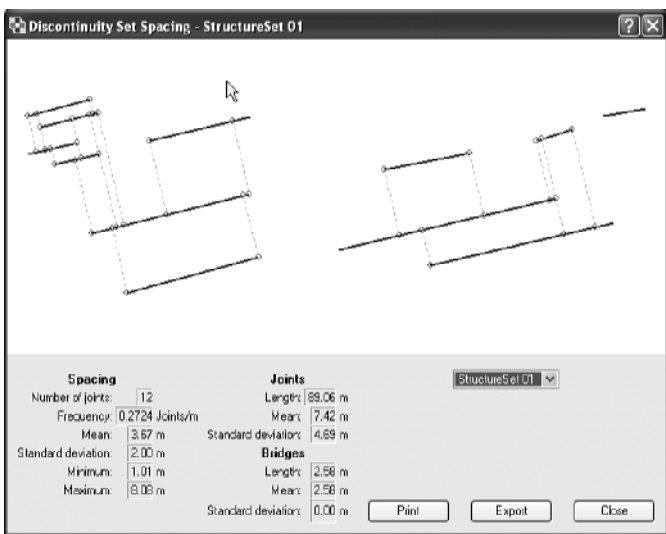 Discontinuity Set Spacing - StructureSet 01
Spacing
Number of joints: 12
Frequency: 0.2724 Joints/m
Mean: 3.67 m
Standard deviation: 2.00 m
Minimum: 1.01 m
Maximum: 8.08 m
Joints
Length: 89.06 m
Mean: 7.42 m
Standard deviation: 4.69 m
Bridges
Length: 2.58 m
Mean: 2.58 m
Standard deviation: 0.00 m
StructureSet 01
Print
Export
Close